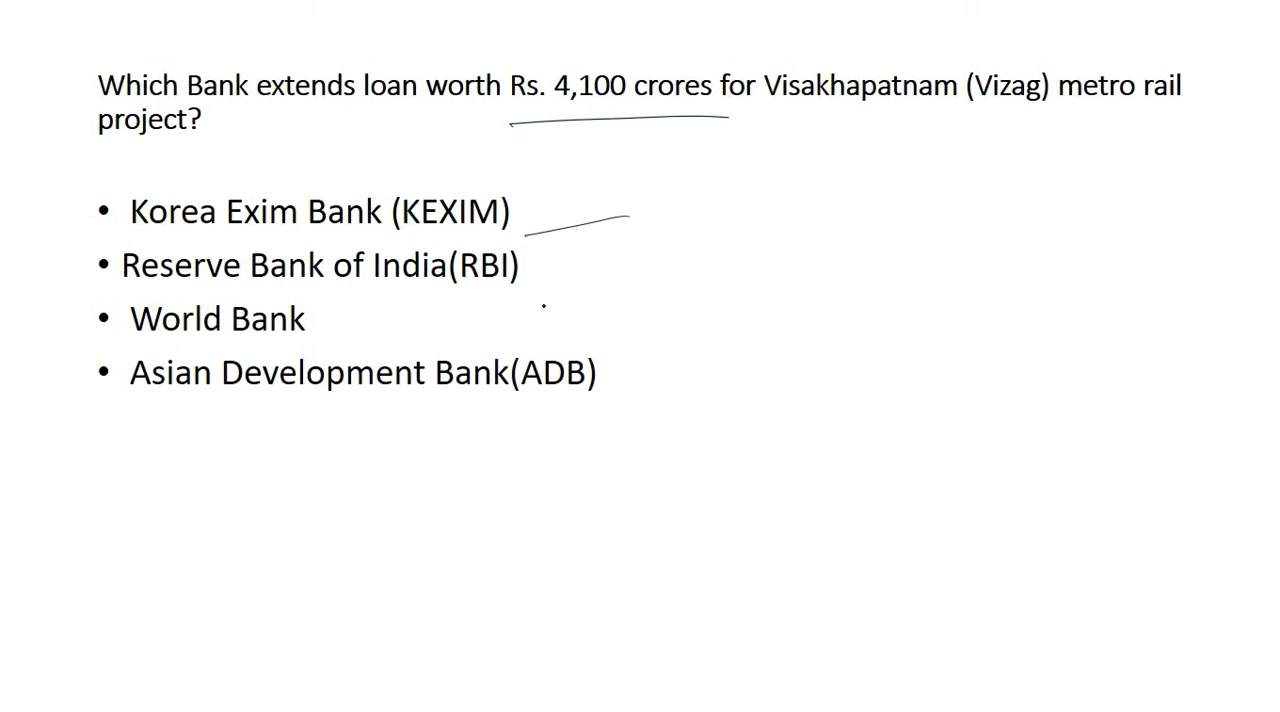 Which Bank extends loan worth Rs. 4,100 crores for Visakhapatnam (Vizag) metro rail
project?
• Korea Exim Bank (KEXIM)
• Reserve Bank of India(RBI)
• World Bank
• Asian Development Bank(ADB)